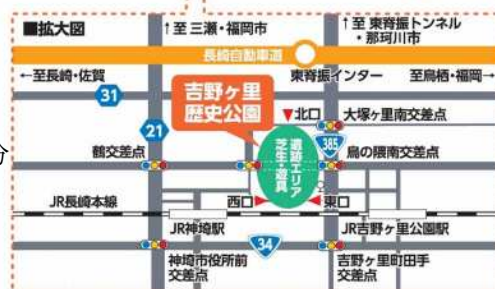 ■拡大図
↑至 三瀬・福岡市
↑至 東脊振トンネル
・那珂川市
長崎自動車道
←至長崎・佐賀
東脊振インター
至鳥栖・福岡→
31
吉野ヶ里
歴史公園
▼北口
大塚ヶ里南交差点
21
385
分
鶴交差点
遺跡エリア
芝生・遊具
鳥の隈南交差点
JR長崎本線
西口▶
◀東口
JR神埼駅
JR吉野ヶ里公園駅
34
神埼市役所前
交差点
吉野ヶ里町田手
交差点